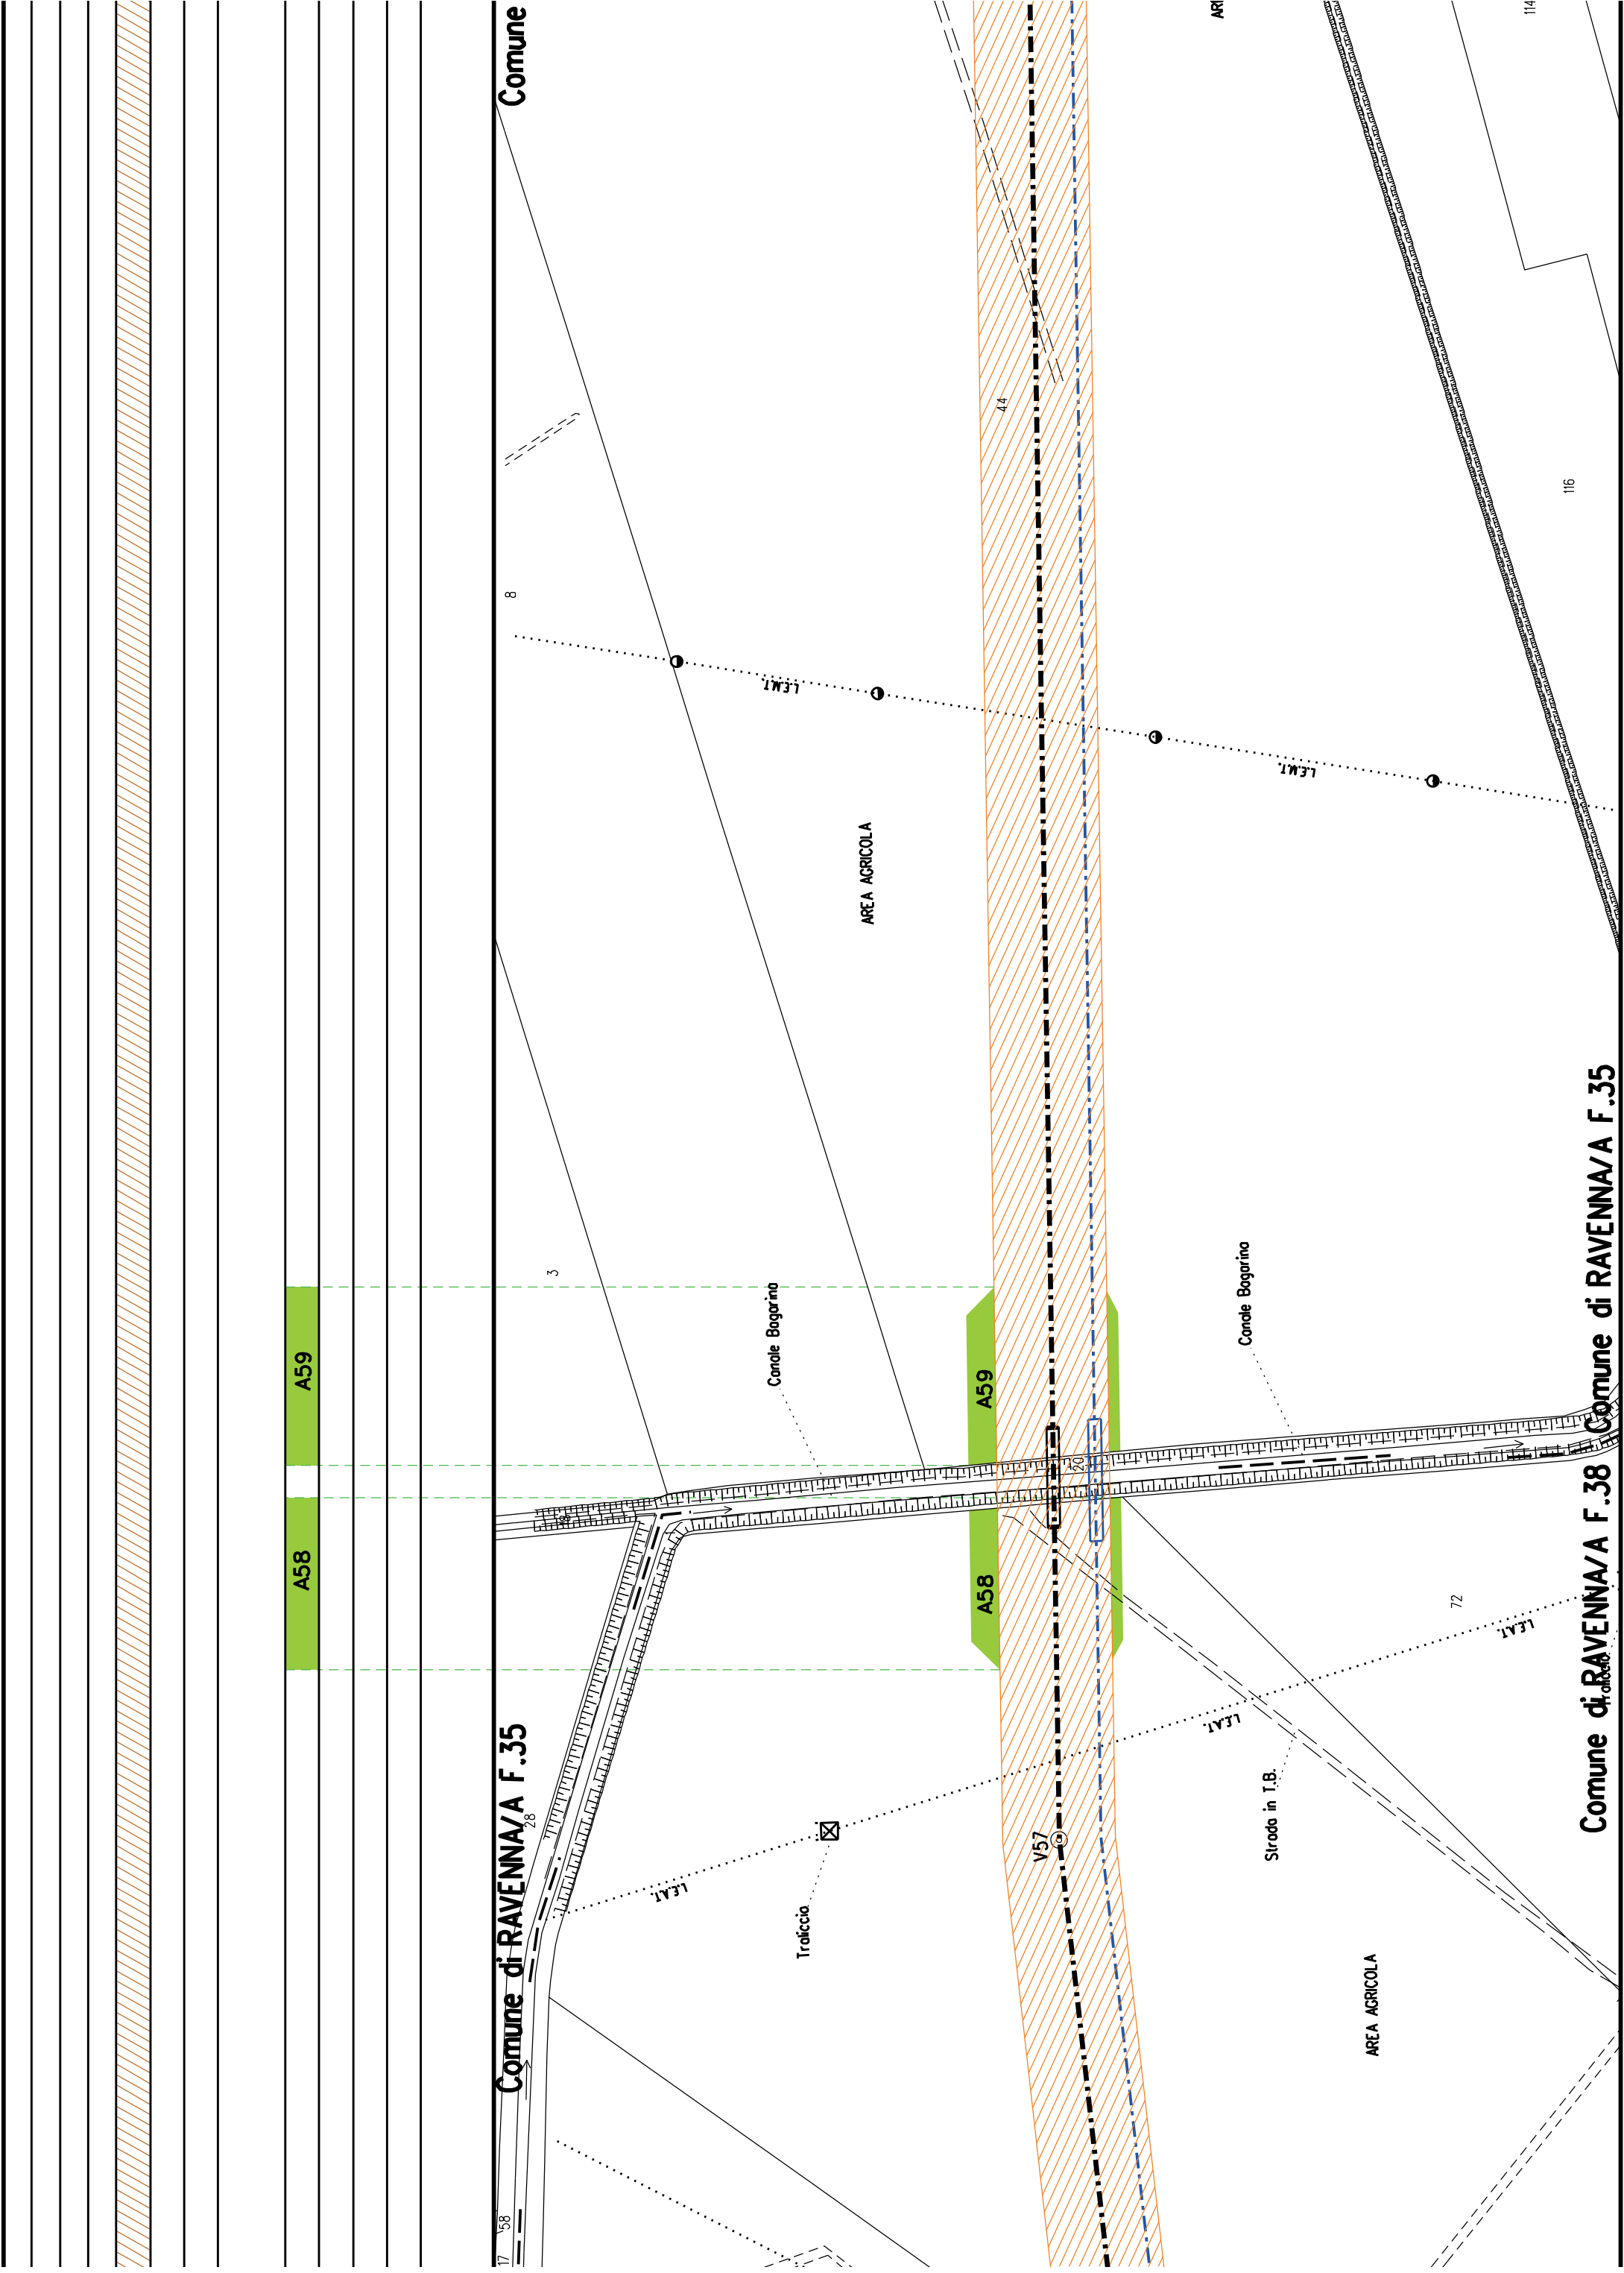 Comune
114
44
116
8
L.E.M.T.
L.E.M.T.
AREA AGRICOLA
Comune di RAVENNA/A F.35
Canale Bagarina
Canale Bagarina
3
A59
A59
20
A58
A58
72
L.E.A.T.
L.E.A.T.
L.E.A.T.
Comune di RAVENNA/A F.38
Traliccio
Comune di RAVENNA/A F.35
28
V57
Strada in T.B.
Traliccio
AREA AGRICOLA
58
17